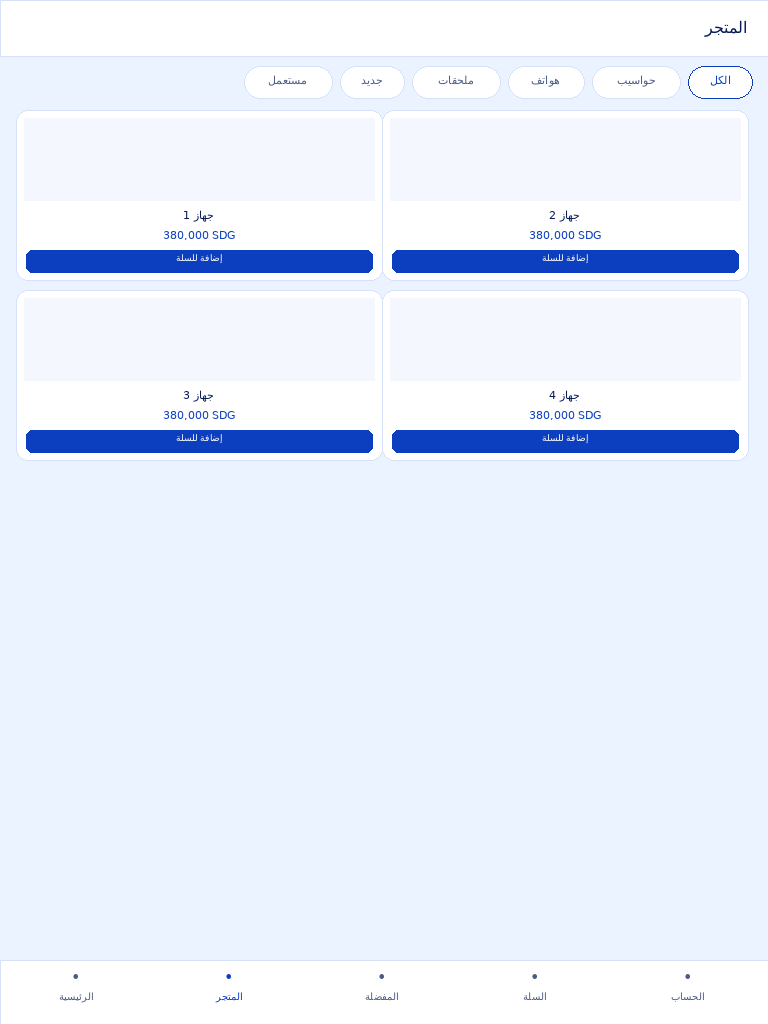 المتجر
الكل
حواسيب
هواتف
ملحقات
جديد
مستعمل
جهاز 2
380,000 SDG
إضافة للسلة
جهاز 1
380,000 SDG
إضافة للسلة
جهاز 4
380,000 SDG
إضافة للسلة
جهاز 3
380,000 SDG
إضافة للسلة
الحساب
السلة
المفضلة
المتجر
الرئيسية